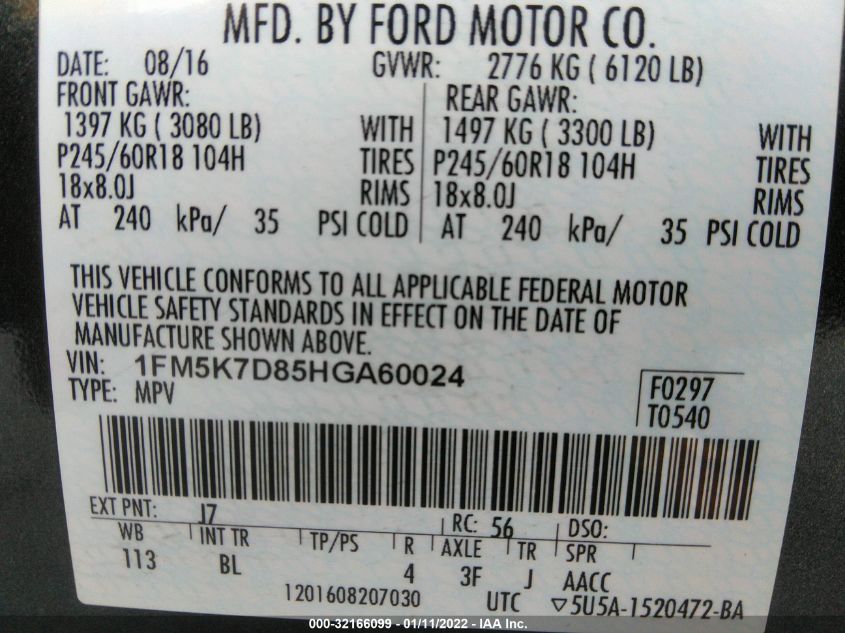 MFD. BY FORD MOTOR CO.
DATE: 08/16 GVWR: 2776 KG ( 6120 LB)
FRONT GAWR: REAR GAWR:
1397 KG ( 3080 LB) WITH 1497 KG ( 3300 LB) WITH
P245/60R18 104H TIRES P245/60R18 104H TIRES
18x8.0J RIMS 18x8.0J RIMS
AT 240 kPa/ 35 PSI COLD AT 240 kPa/ 35 PSI COLD
THIS VEHICLE CONFORMS TO ALL APPLICABLE FEDERAL MOTOR
VEHICLE SAFETY STANDARDS IN EFFECT ON THE DATE OF
MANUFACTURE SHOWN ABOVE.
VIN: 1FM5K7D85HGA60024
TYPE: MPV F0297
T0540
EXT PNT: J7 RC: 56 DSO:
WB INT TR TP/PS R AXLE TR SPR
113 BL 4 3F J AACC
1201608207030 UTC ▽5U5A-1520472-BA
000-32166099 - 01/11/2022 - IAA Inc.